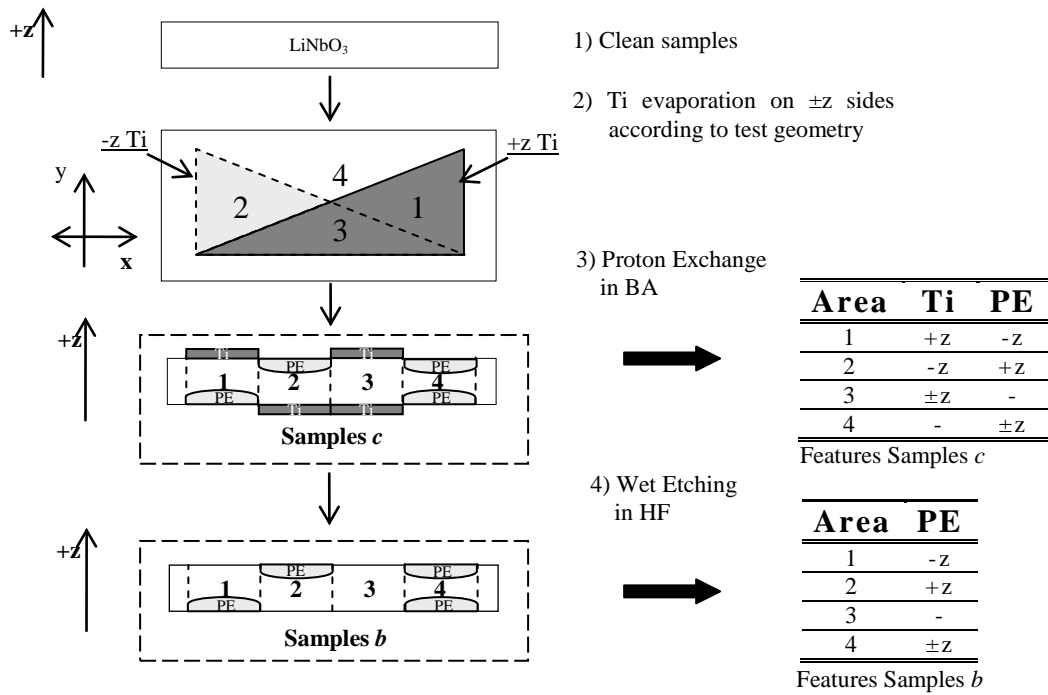 +z
LiNbO3
1) Clean samples
2) Ti evaporation on ±z sides
according to test geometry
-z Ti
+z Ti
y
x
4
2
1
3
3) Proton Exchange
in BA
Area Ti PE
1 +z -z
2 -z +z
3 ±z -
4 - ±z
Features Samples c
+z
Ti PE Ti PE
1 2 3 4
PE Ti Ti PE
Samples c
4) Wet Etching
in HF
Area PE
1 -z
2 +z
3 -
4 ±z
Features Samples b
+z
PE PE
1 2 3 4
PE PE
Samples b